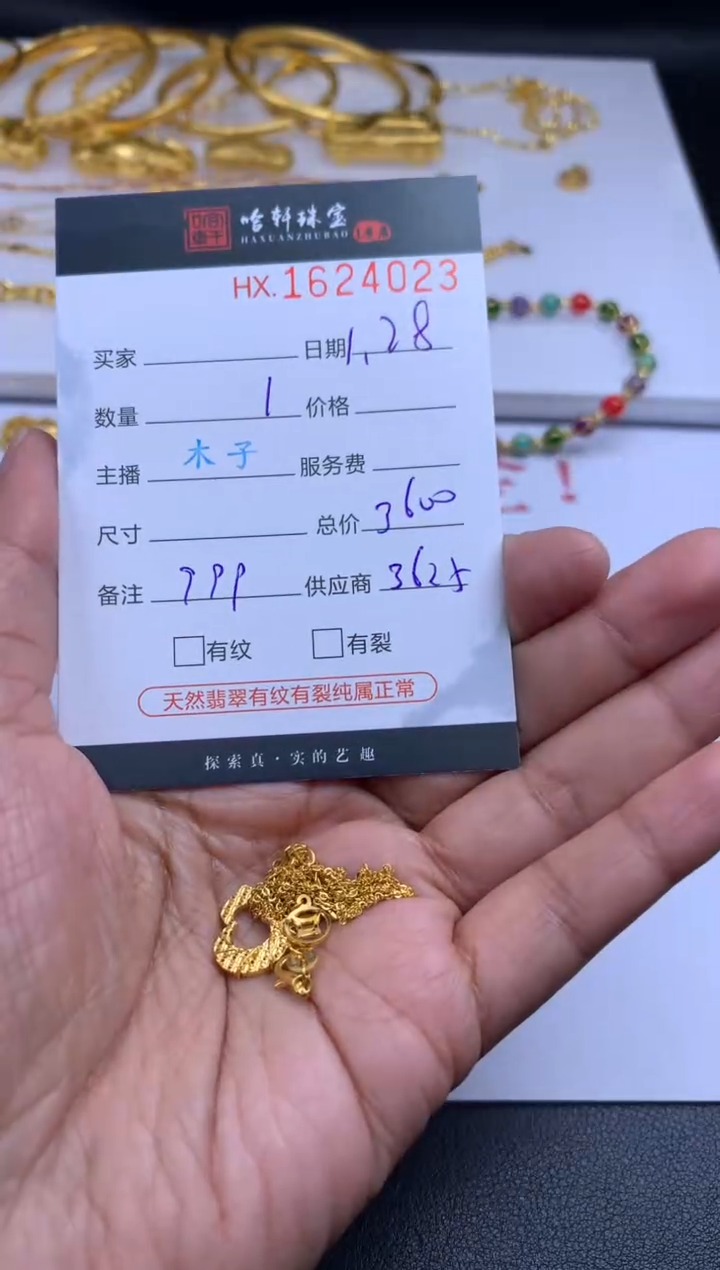 哈轩珠宝
HAXUANZHUBAO
HX.1624023
买家 日期 1.28
数量 1 价格
主播 木子 服务费
尺寸 总价 3600
备注 999 供应商 3625
有纹 有裂
天然翡翠有纹有裂纯属正常
探索真·实的艺趣
！